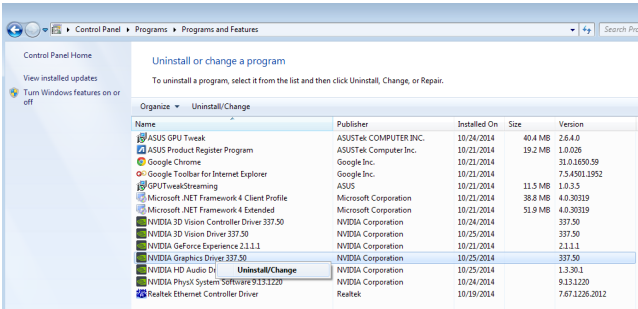 Control Panel Programs Programs and Features Search Pro
Control Panel Home
View installed updates
Turn Windows features on or
off
Uninstall or change a program
To uninstall a program, select it from the list and then click Uninstall, Change, or Repair.
Organize Uninstall/Change
Name Publisher Installed On Size Version
ASUS GPU Tweak ASUSTek COMPUTER INC. 10/24/2014 40.4 MB 2.6.4.0
ASUS Product Register Program ASUSTek Computer Inc. 10/21/2014 19.2 MB 1.0.026
Google Chrome Google Inc. 10/21/2014 31.0.1650.59
Google Toolbar for Internet Explorer Google Inc. 10/21/2014 7.5.4501.1952
GPUTweakStreaming ASUS 10/21/2014 11.5 MB 1.0.3.5
Microsoft .NET Framework 4 Client Profile Microsoft Corporation 10/21/2014 38.8 MB 4.0.30319
Microsoft .NET Framework 4 Extended Microsoft Corporation 10/21/2014 51.9 MB 4.0.30319
NVIDIA 3D Vision Controller Driver 337.50 NVIDIA Corporation 10/24/2014 337.50
NVIDIA 3D Vision Driver 337.50 NVIDIA Corporation 10/25/2014 337.50
NVIDIA GeForce Experience 2.1.1.1 NVIDIA Corporation 10/21/2014 2.1.1.1
NVIDIA Graphics Driver 337.50 NVIDIA Corporation 10/25/2014 337.50
NVIDIA HD Audio Dr Uninstall/Change NVIDIA Corporation 10/25/2014 1.3.30.1
NVIDIA PhysX System Software 9.13.1220 NVIDIA Corporation 10/24/2014 9.13.1220
Realtek Ethernet Controller Driver Realtek 10/19/2014 7.67.1226.2012